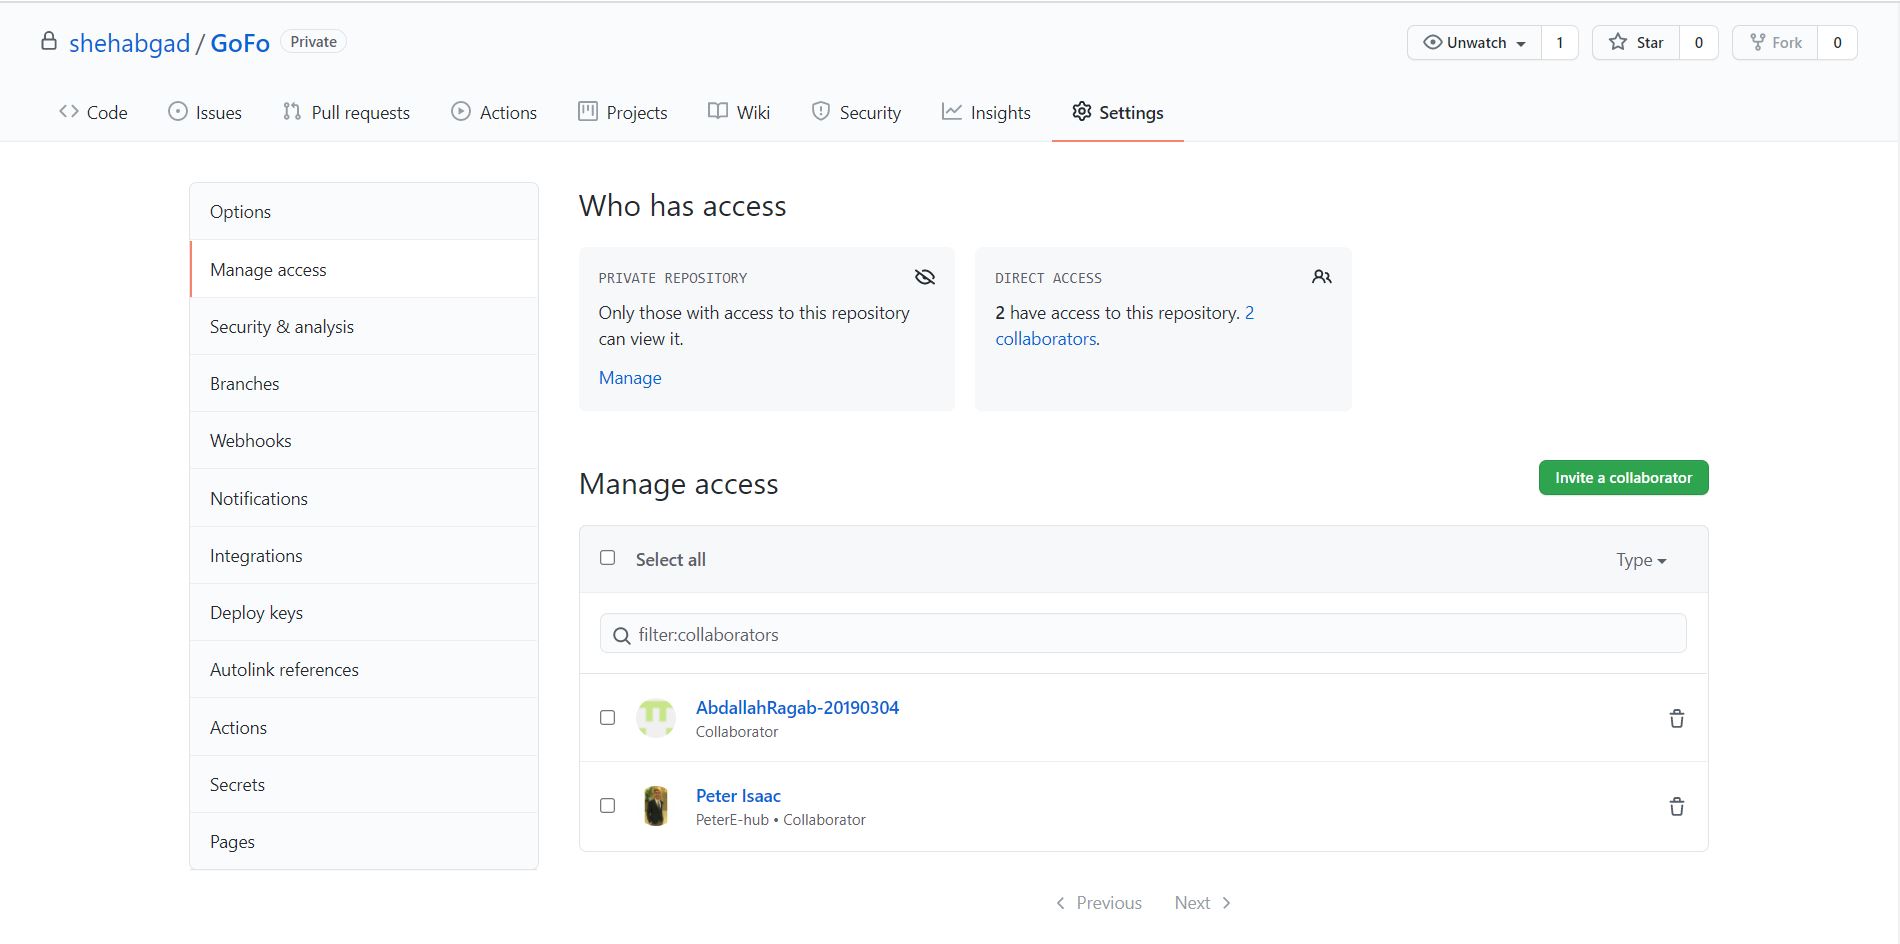 shehabgad / GoFo Private
Unwatch 1 Star 0 Fork 0
Code Issues Pull requests Actions Projects Wiki Security Insights Settings
Options
Manage access
Security & analysis
Branches
Webhooks
Notifications
Integrations
Deploy keys
Autolink references
Actions
Secrets
Pages
Who has access
PRIVATE REPOSITORY
Only those with access to this repository
can view it.
Manage
DIRECT ACCESS
2 have access to this repository. 2
collaborators.
Manage access
Invite a collaborator
Select all Type
filter:collaborators
AbdallahRagab-20190304
Collaborator
Peter Isaac
PeterE-hub • Collaborator
Previous Next